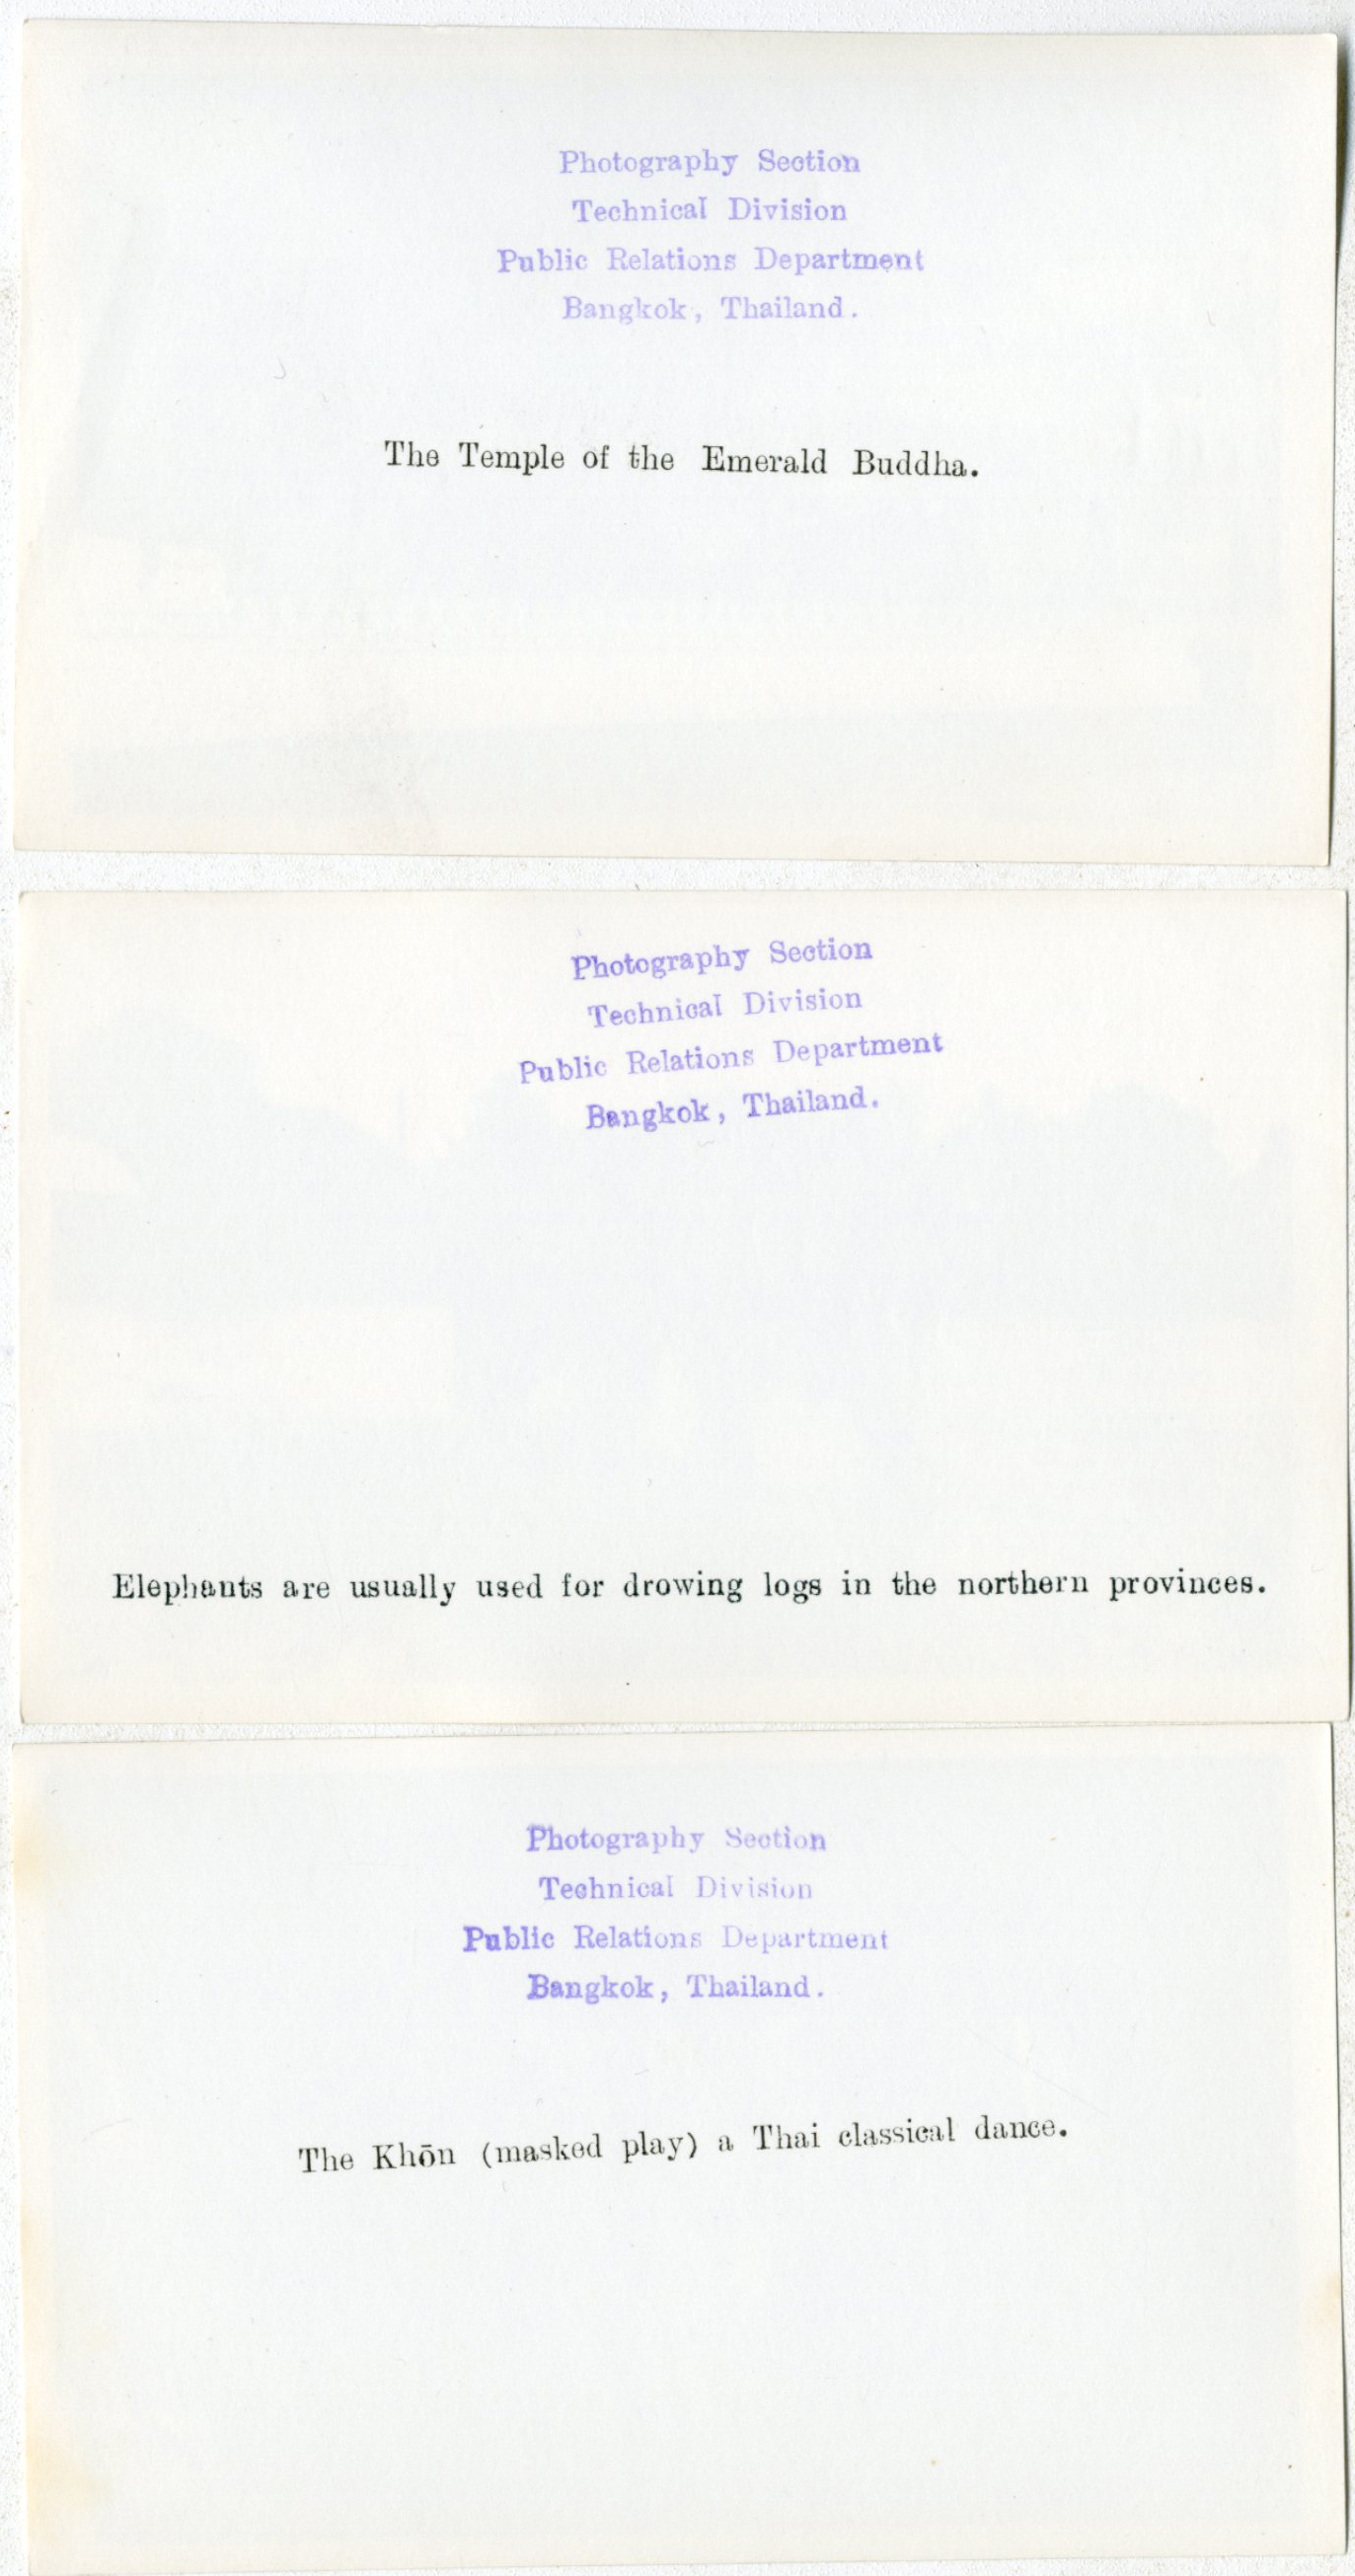 Photography Section
Technical Division
Public Relations Department
Bangkok, Thailand.
The Temple of the Emerald Buddha.
Photography Section
Technical Division
Public Relations Department
Bangkok, Thailand.
Elephants are usually used for drowing logs in the northern provinces.
Photography Section
Technical Division
Public Relations Department
Bangkok, Thailand.
The Khōn (masked play) a Thai classical dance.